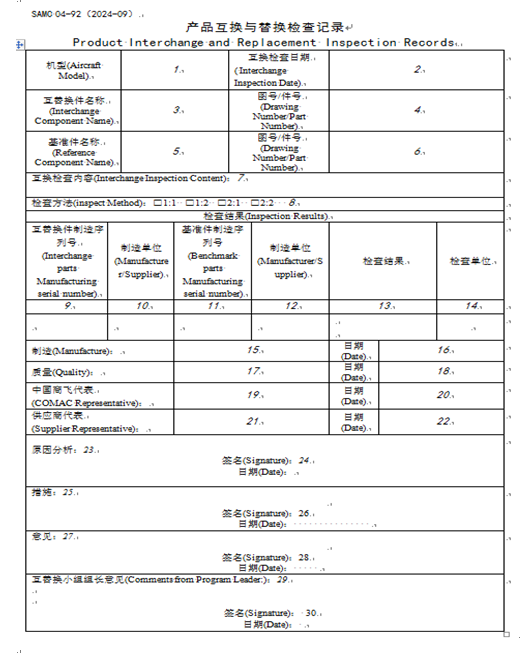 SAMC 04-92（2024-09）
产品互换与替换检查记录
Product Interchange and Replacement Inspection Records
机型(Aircraft
Model)
1.
互换检查日期
(Interchange
Inspection Date)
2.
互替换件名称
(Interchange
Component Name)
3.
图号/件号
(Drawing
Number/Part
Number)
4.
基准件名称
(Reference
Component Name)
5.
图号/件号
(Drawing
Number/Part
Number)
6.
互换检查内容(Interchange Inspection Content)：7.
检查方法(inspect Method)：□1:1 □1:2 □2:1 □2:2 8.
检查结果(Inspection Results)
互替换件制造序
列号
(Interchange
parts
Manufacturing
serial number)
制造单位
(Manufacture
r/Supplier)
基准件制造序
列号
(Benchmark
parts
Manufacturing
serial number)
制造单位
(Manufacturer/S
upplier)
检查结果
检查单位
9.
10.
11.
12.
13.
14.
制造(Manufacture)：
15.
日期
(Date)
16.
质量(Quality)：
17.
日期
(Date)
18.
中国商飞代表
(COMAC Representative)：
19.
日期
(Date)
20.
供应商代表
(Supplier Representative)：
21.
日期
(Date)
22.
原因分析：23.
签名(Signature)：24.
日期(Date)：
措施：25.
签名(Signature)：26.
日期(Date)：
意见：27.
签名(Signature)：28.
日期(Date)：
互替换小组组长意见(Comments from Program Leader:)：29.
签名(Signature)：30.
日期(Date)：